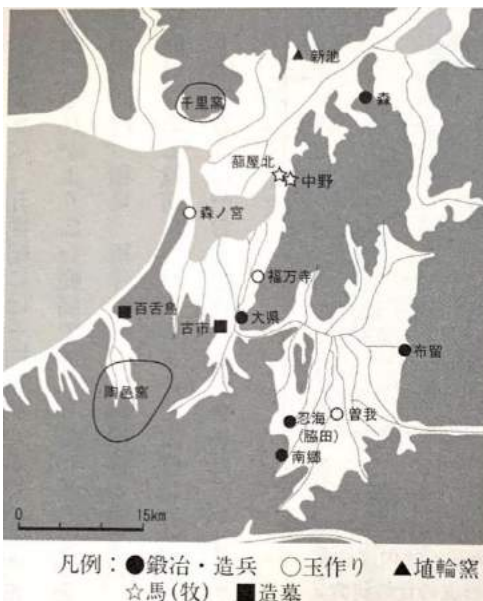 新池
千里窯
森
蔀屋北
中野
森ノ宮
福万寺
百舌鳥
大県
古市
布留
陶邑窯
忍海
(脇田)
曽我
南郷
0 15km
凡例：●鍛冶・造兵 ○玉作り ▲埴輪窯
☆馬(牧) ■造墓